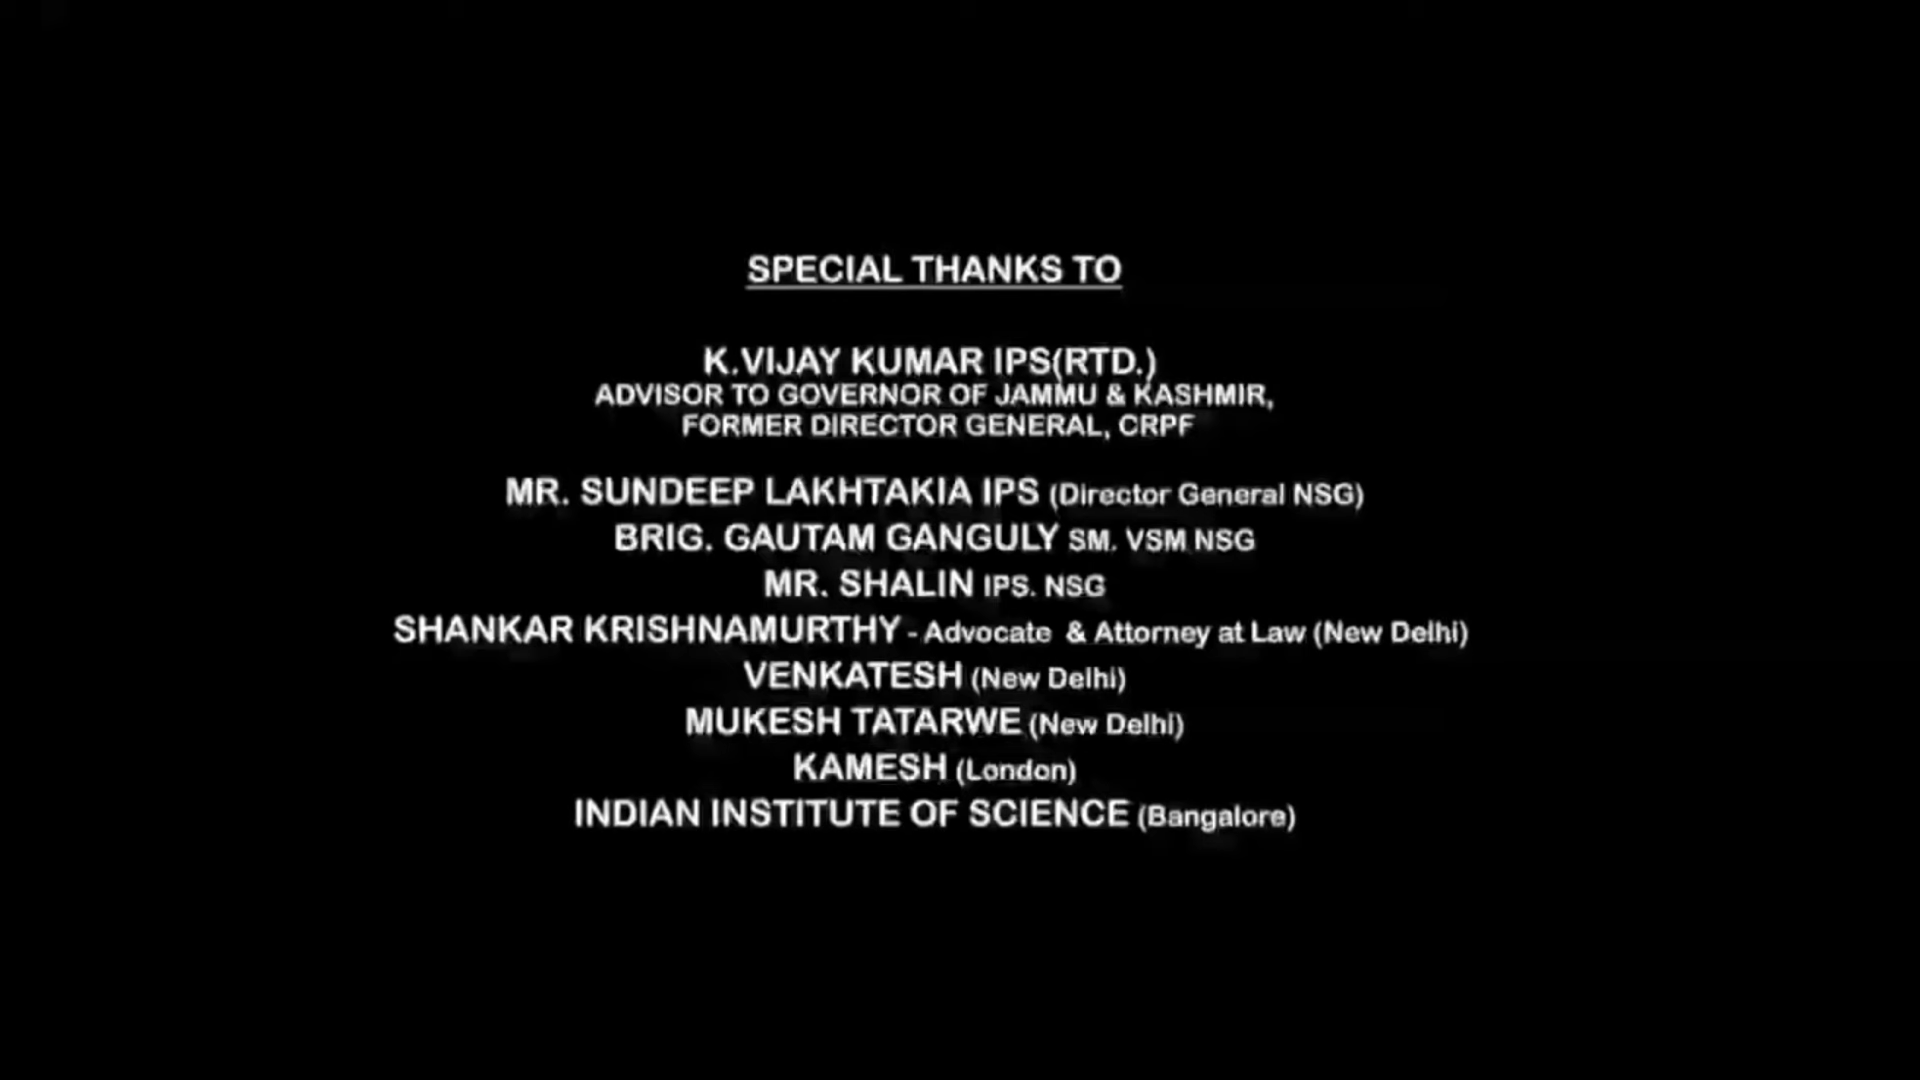 SPECIAL THANKS TO
K.VIJAY KUMAR IPS(RTD.)
ADVISOR TO GOVERNOR OF JAMMU & KASHMIR,
FORMER DIRECTOR GENERAL, CRPF
MR. SUNDEEP LAKHTAKIA IPS (Director General NSG)
BRIG. GAUTAM GANGULY SM. VSM NSG
MR. SHALIN IPS. NSG
SHANKAR KRISHNAMURTHY - Advocate & Attorney at Law (New Delhi)
VENKATESH (New Delhi)
MUKESH TATARWE (New Delhi)
KAMESH (London)
INDIAN INSTITUTE OF SCIENCE (Bangalore)